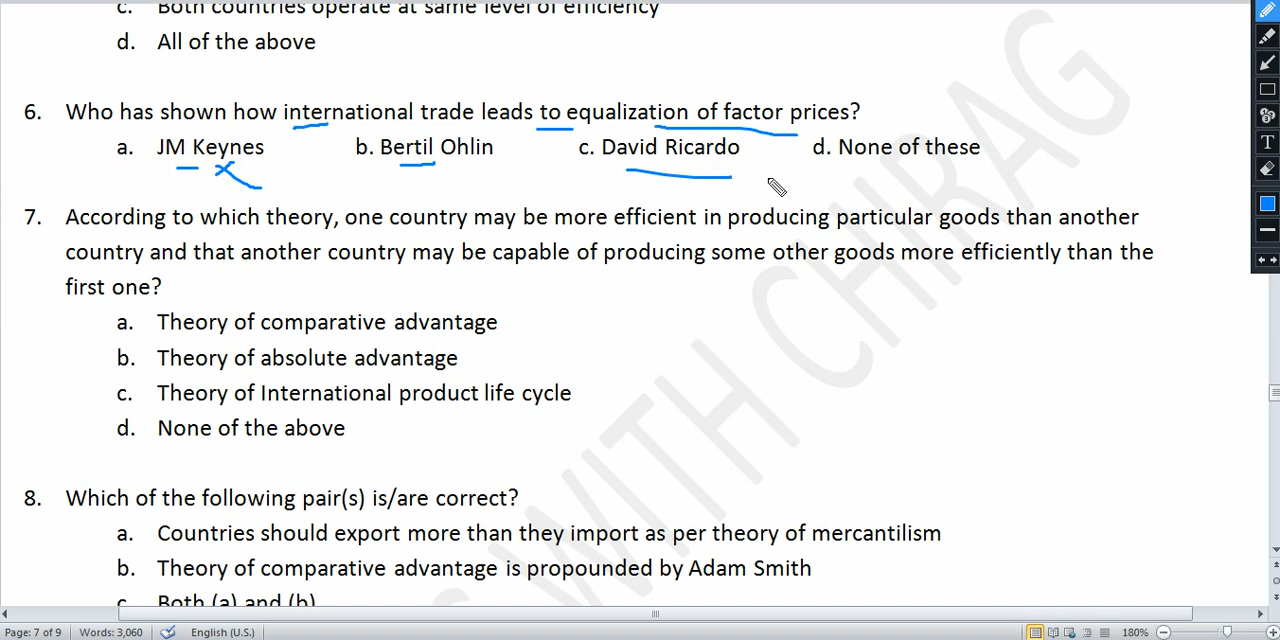 c. Both countries operate at same level of efficiency
d. All of the above
6. Who has shown how international trade leads to equalization of factor prices?
a. JM Keynes b. Bertil Ohlin c. David Ricardo d. None of these
7. According to which theory, one country may be more efficient in producing particular goods than another
country and that another country may be capable of producing some other goods more efficiently than the
first one?
a. Theory of comparative advantage
b. Theory of absolute advantage
c. Theory of International product life cycle
d. None of the above
8. Which of the following pair(s) is/are correct?
a. Countries should export more than they import as per theory of mercantilism
b. Theory of comparative advantage is propounded by Adam Smith
c. Both (a) and (b)
WITH CHIRAG
T
Page: 7 of 9 Words: 3,060 English (U.S.) 180%